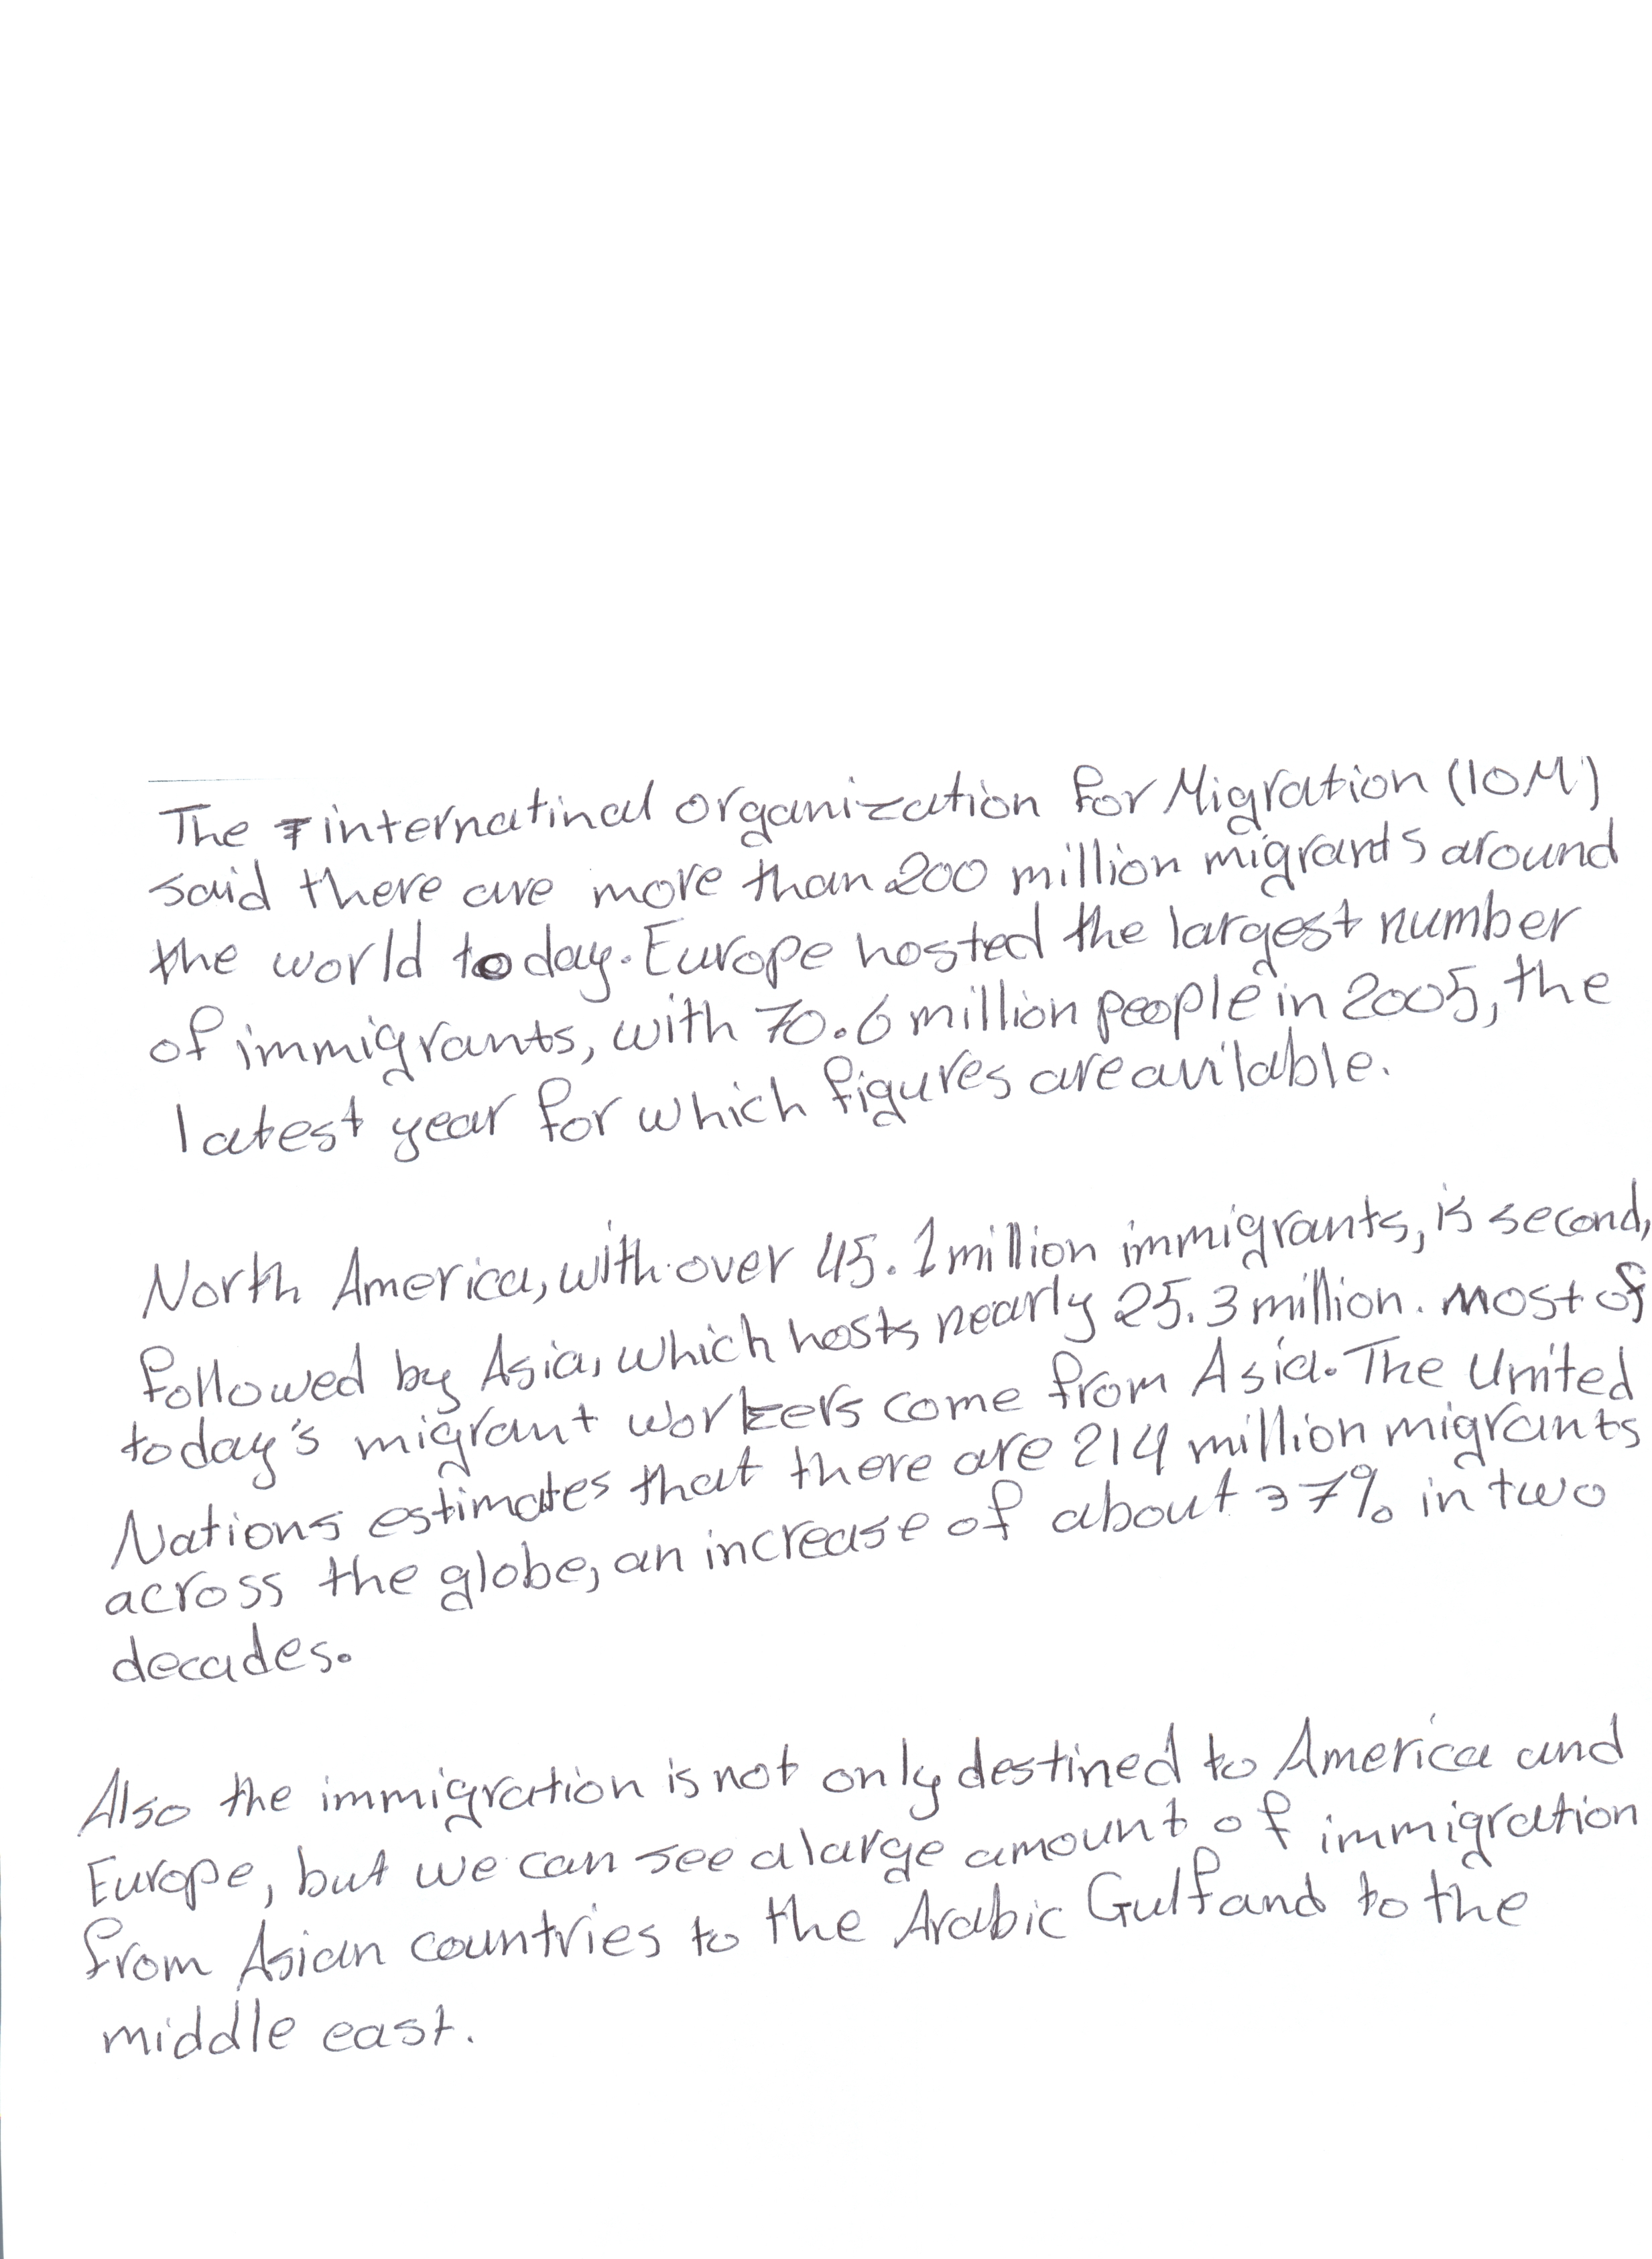 The internatinal organization for Migration (IOM)
said there are more than 200 million migrants around
the world today. Europe hosted the largest number
of immigrants, with 70.6 million people in 2005, the
latest year for which figures are avilable.
North America, with over 45.1 million immigrants, is second,
followed by Asia, which hosts nearly 25.3 million. most of
today's migrant workers come from Asia. The United
Nations estimates that there are 214 million migrants
across the globe, an increase of about 37% in two
decades.
Also the immigration is not only destined to America and
Europe, but we can see a large amount of immigration
from Asian countries to the Arabic Gulf and to the
middle east.